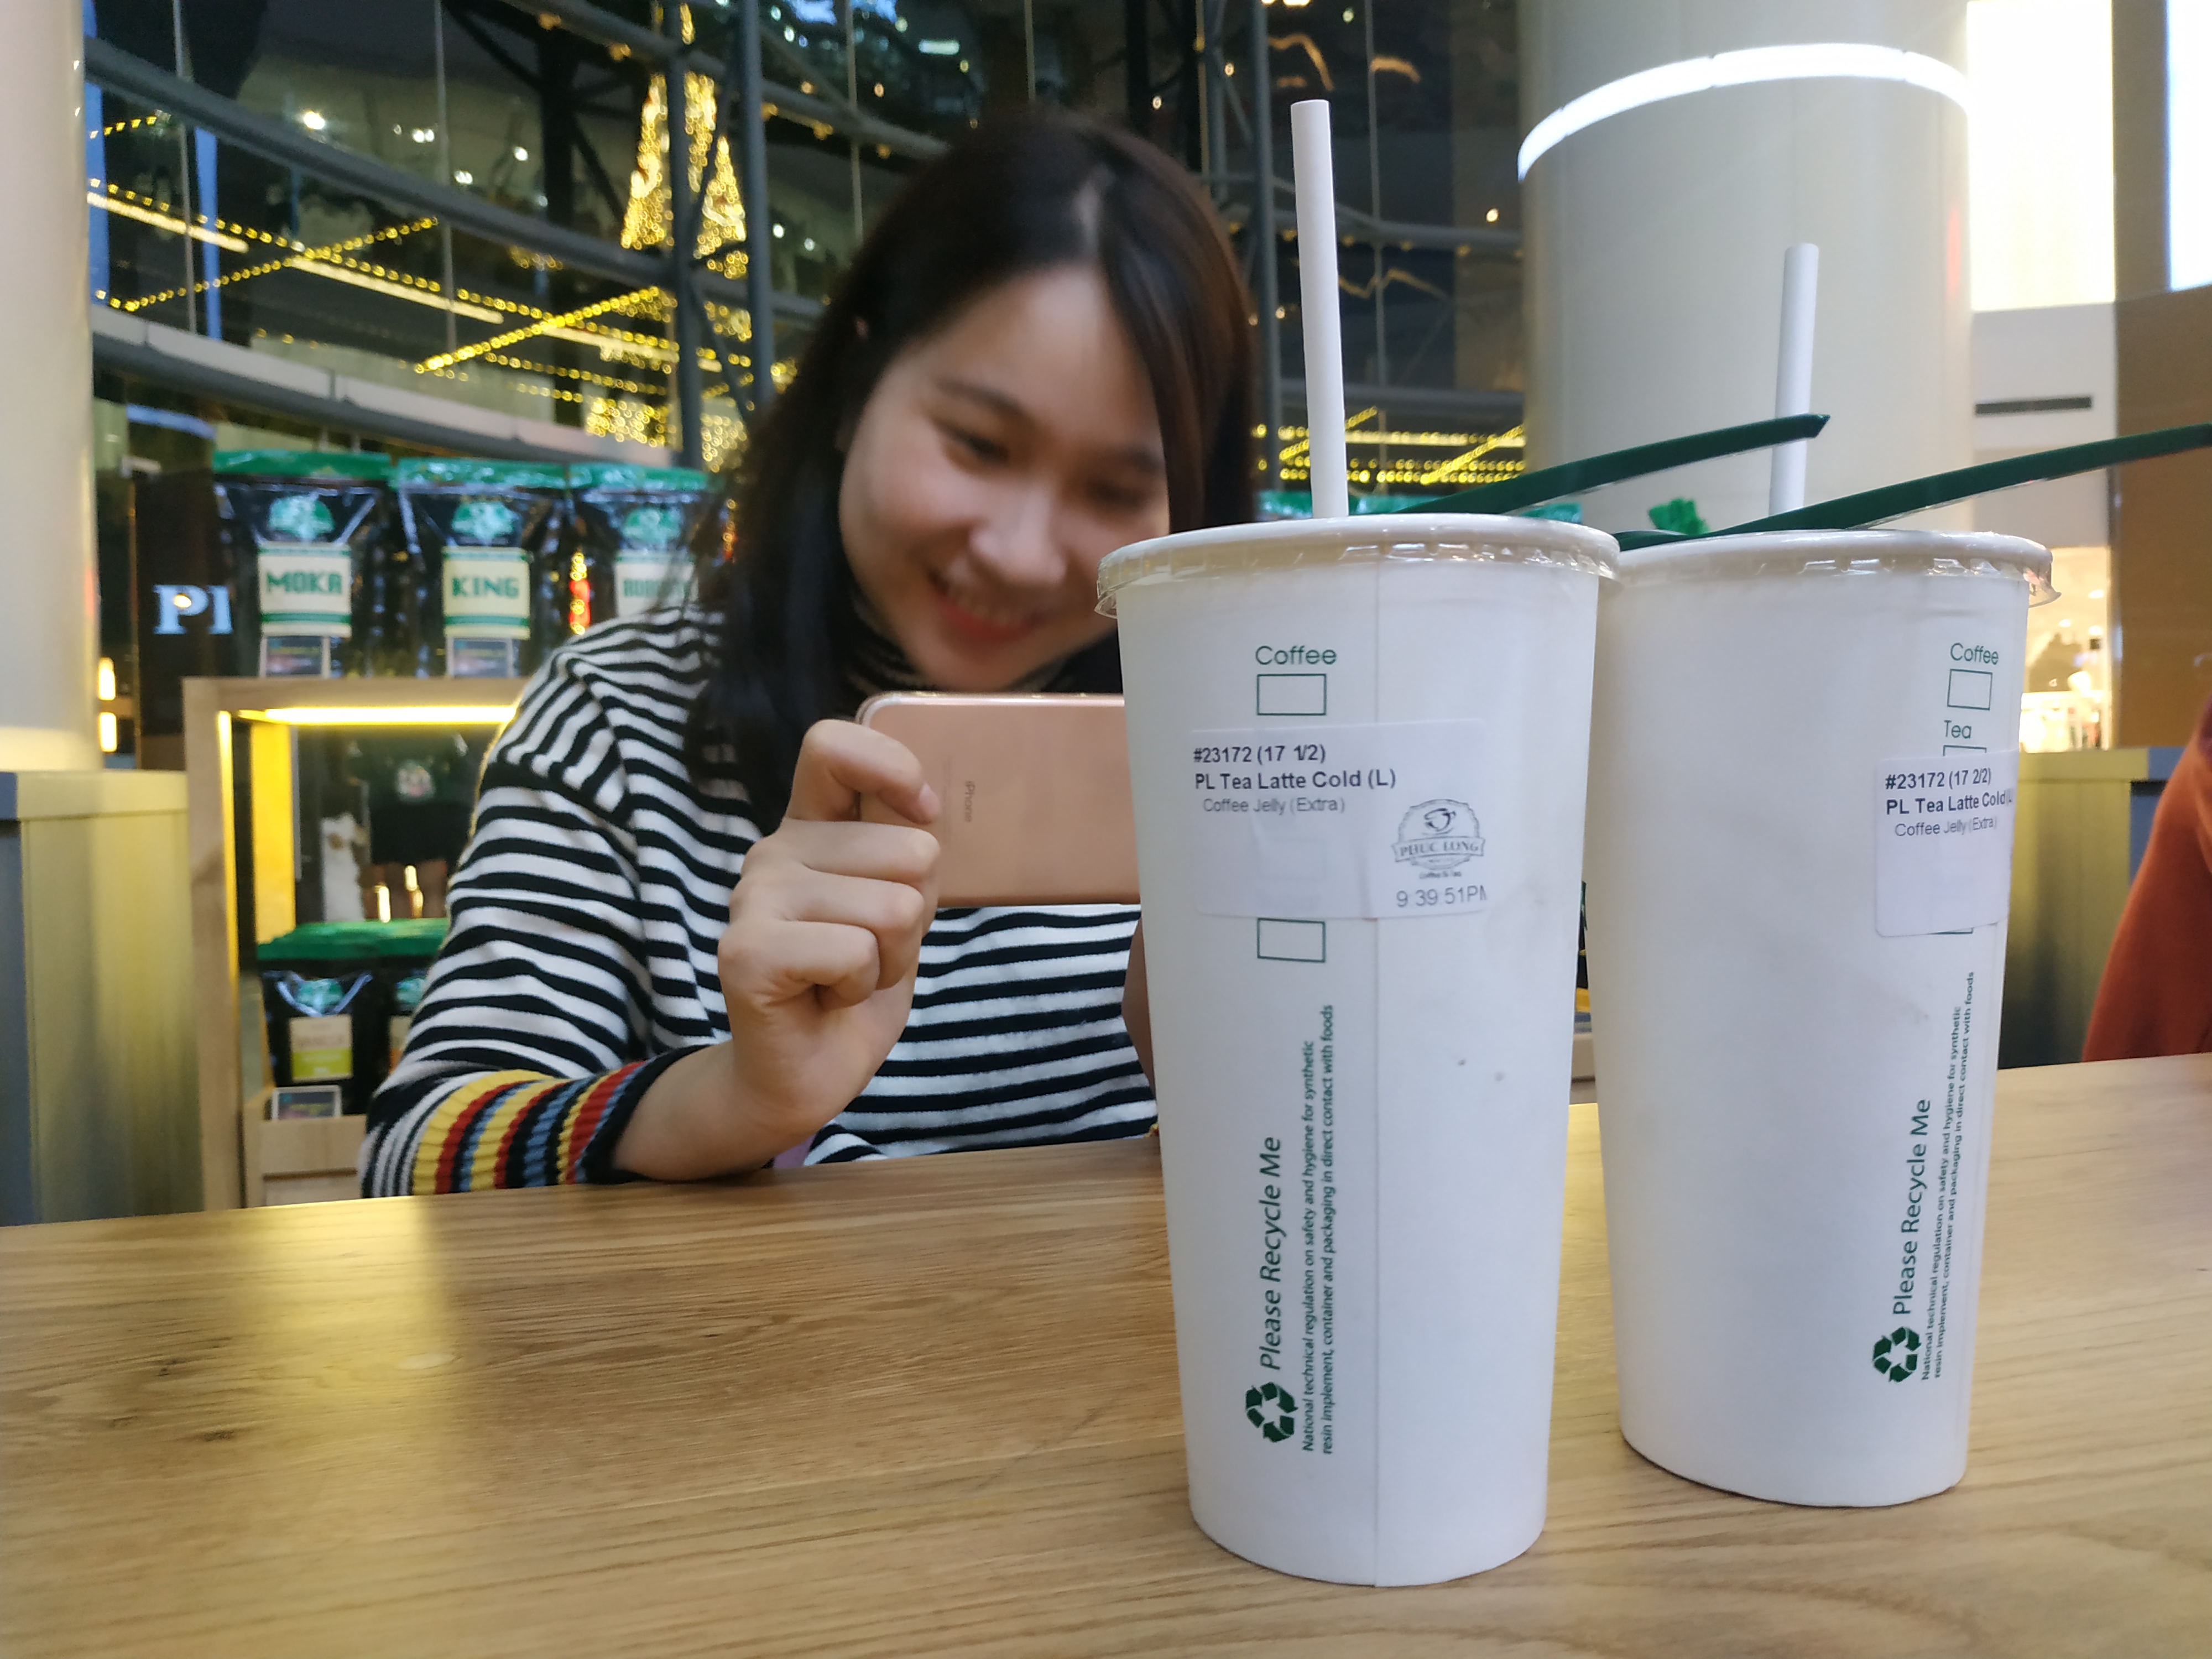 PL
MOKA
KING
iPhone
Coffee
#23172 (17 1/2)
PL Tea Latte Cold (L)
Coffee Jelly (Extra)
PHUC LONG
Coffee & Tea
9:39:51PM
Please Recycle Me
National technical regulation on safety and hygiene for synthetic
resin implement, container and packaging in direct contact with foods
Coffee
Tea
#23172 (17 2/2)
PL Tea Latte Cold (L
Coffee Jelly (Extra)
Please Recycle Me
National technical regulation on safety and hygiene for synthetic
resin implement, container and packaging in direct contact with foods